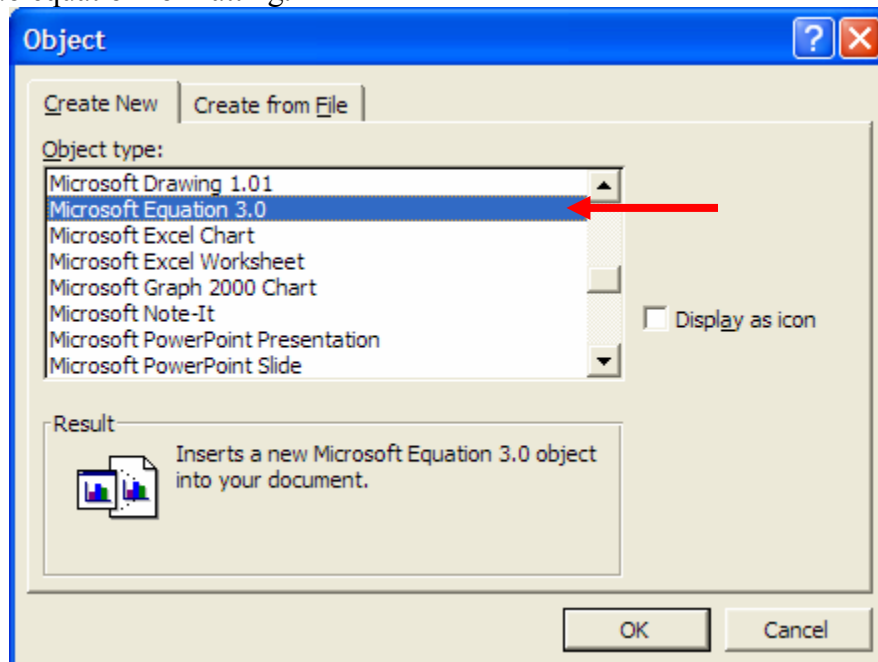 Object
Create New Create from File
Object type:
Microsoft Drawing 1.01
Microsoft Equation 3.0
Microsoft Excel Chart
Microsoft Excel Worksheet
Microsoft Graph 2000 Chart
Microsoft Note-It
Microsoft PowerPoint Presentation
Microsoft PowerPoint Slide
Display as icon
Result
Inserts a new Microsoft Equation 3.0 object
into your document.
OK Cancel